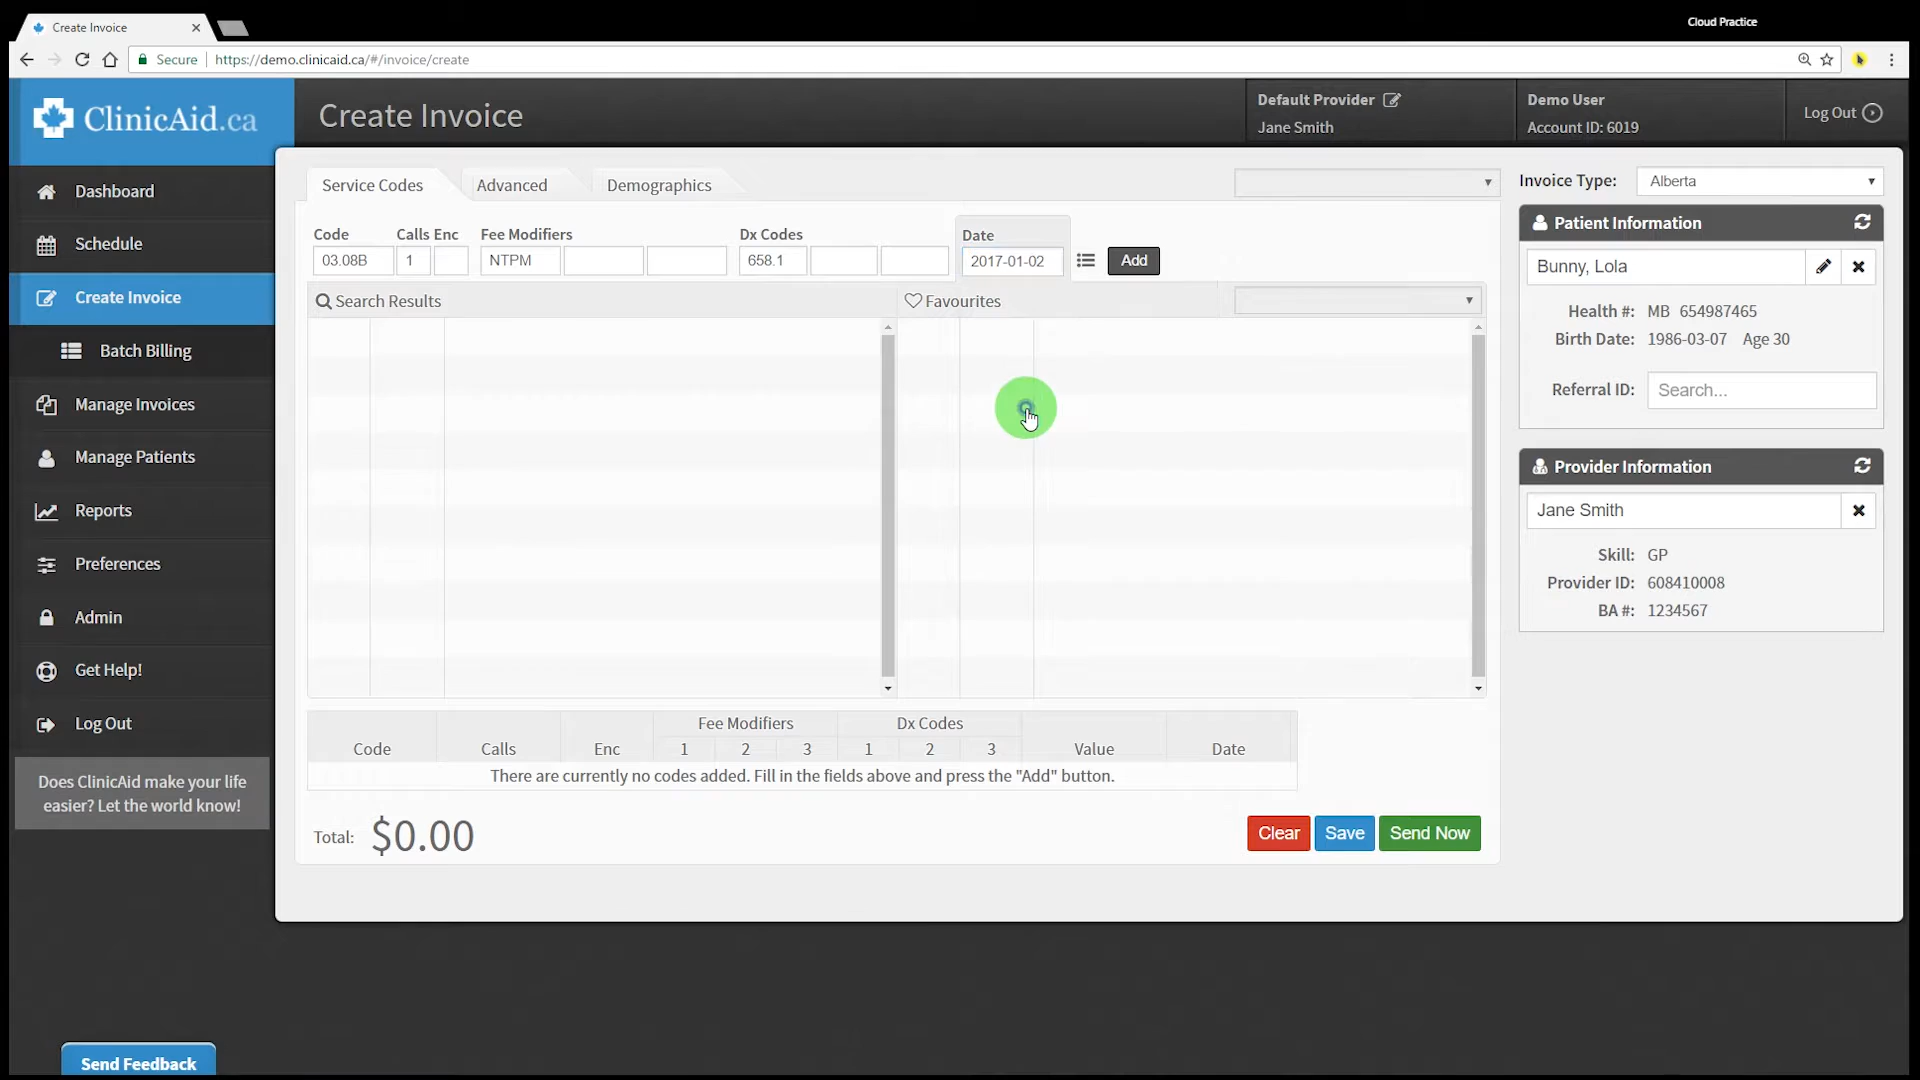 Create Invoice
Cloud Practice
Secure
https://demo.clinicaid.ca/#/invoice/create
ClinicAid.ca
Create Invoice
Default Provider
Jane Smith
Demo User
Account ID: 6019
Log Out
Dashboard
Schedule
Create Invoice
Batch Billing
Manage Invoices
Manage Patients
Reports
Preferences
Admin
Get Help!
Log Out
Does ClinicAid make your life
easier? Let the world know!
Send Feedback
Service Codes
Advanced
Demographics
Code
Calls
Enc
Fee Modifiers
Dx Codes
Date
03.08B
1
NTPM
658.1
2017-01-02
Add
Search Results
Favourites
Fee Modifiers
Dx Codes
Code
Calls
Enc
1
2
3
1
2
3
Value
Date
There are currently no codes added. Fill in the fields above and press the "Add" button.
Total:
$0.00
Clear
Save
Send Now
Invoice Type:
Alberta
Patient Information
Bunny, Lola
Health #: MB 654987465
Birth Date: 1986-03-07 Age 30
Referral ID: Search...
Provider Information
Jane Smith
Skill: GP
Provider ID: 608410008
BA #: 1234567